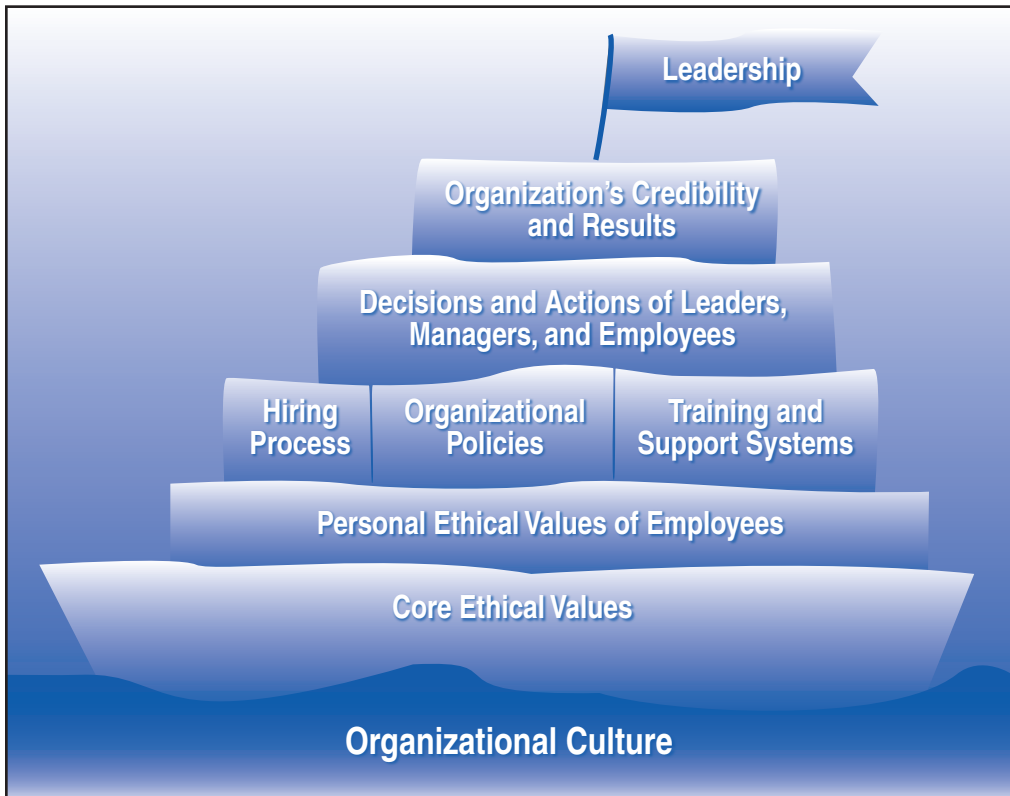 Leadership
Organization’s Credibility
and Results
Decisions and Actions of Leaders,
Managers, and Employees
Hiring
Process
Organizational
Policies
Training and
Support Systems
Personal Ethical Values of Employees
Core Ethical Values
Organizational Culture